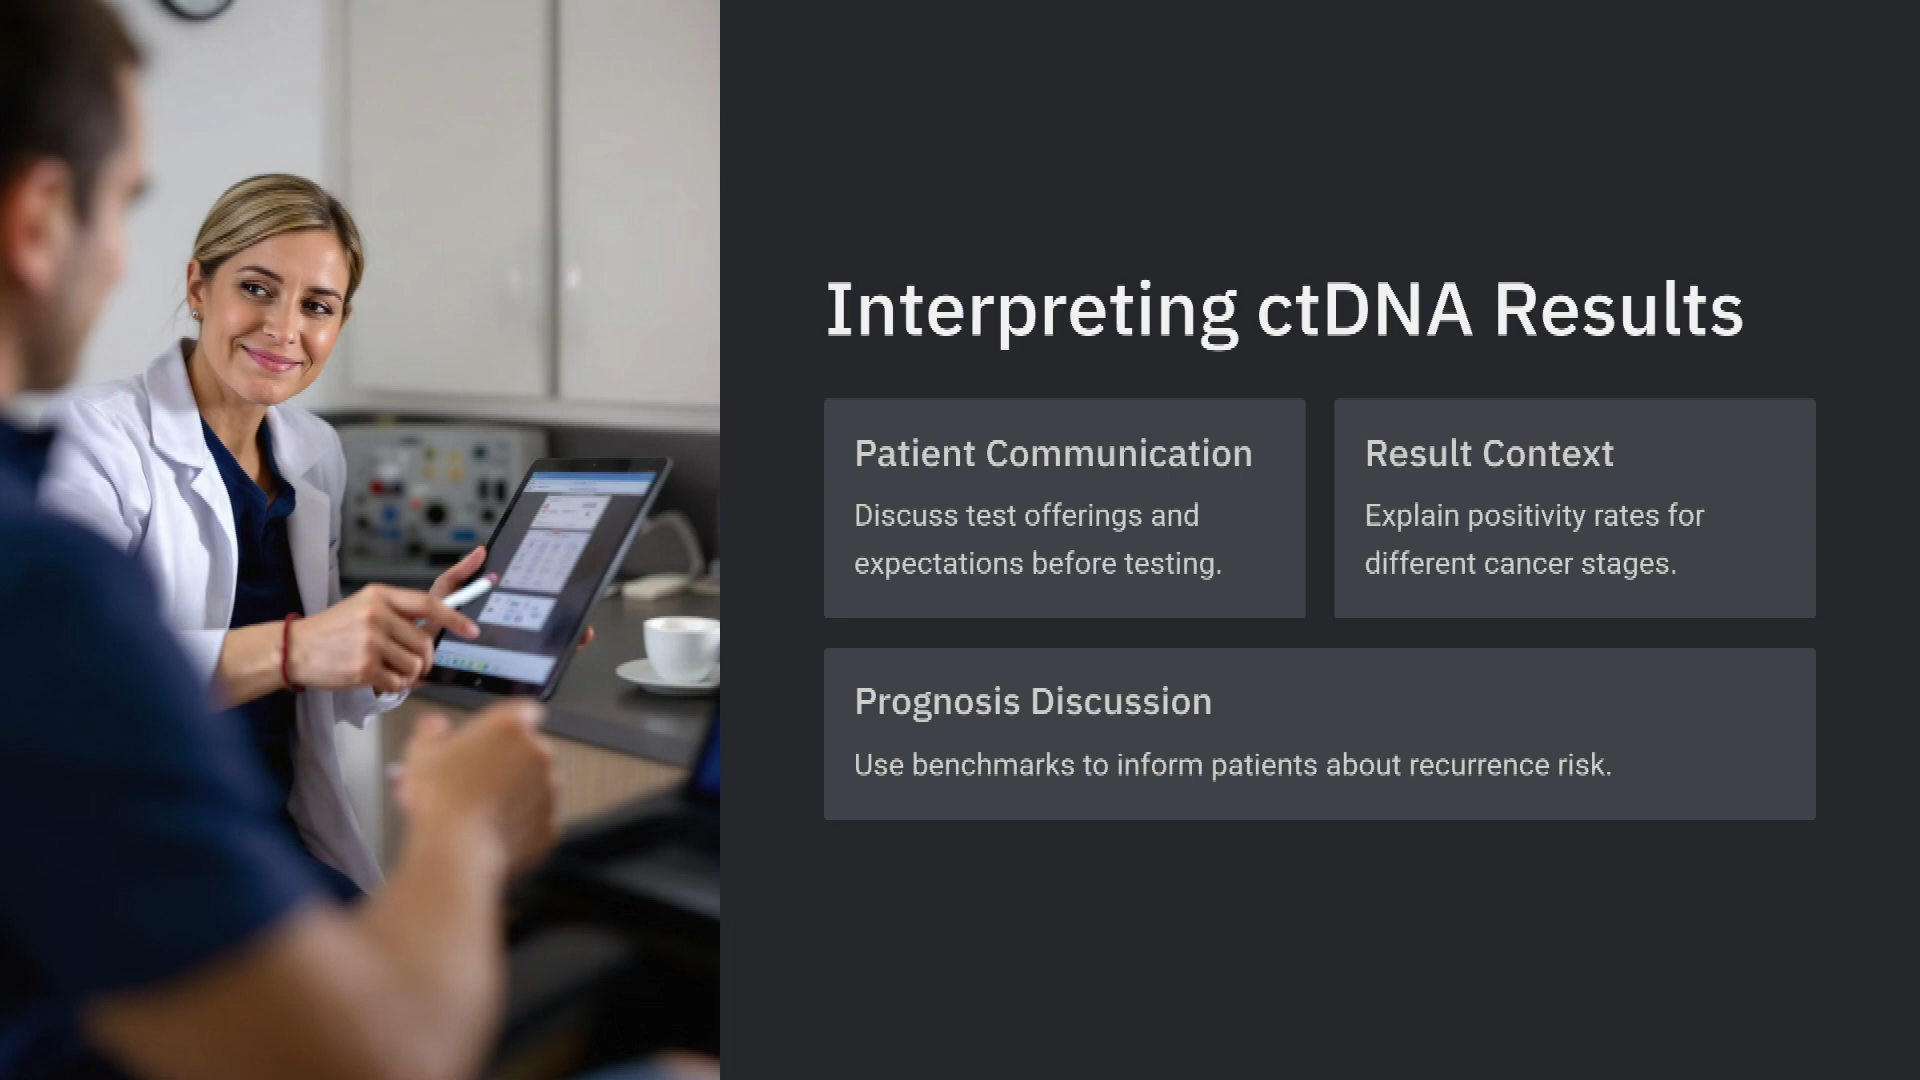 Interpreting ctDNA Results
Patient Communication
Discuss test offerings and
expectations before testing.
Result Context
Explain positivity rates for
different cancer stages.
Prognosis Discussion
Use benchmarks to inform patients about recurrence risk.